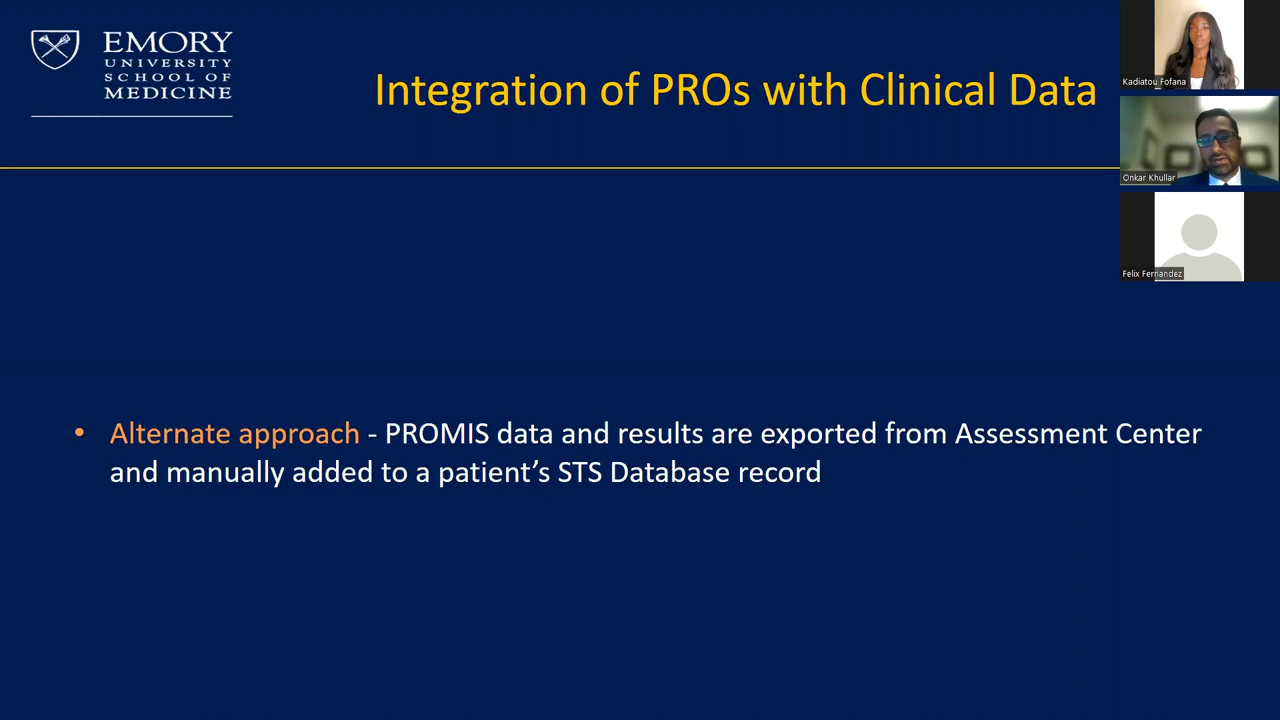 EMORY
UNIVERSITY
SCHOOL OF
MEDICINE
Integration of PROs with Clinical Data
Kadiatou Fofana
Onkar Khullar
Felix Fernandez
• Alternate approach - PROMIS data and results are exported from Assessment Center
and manually added to a patient’s STS Database record